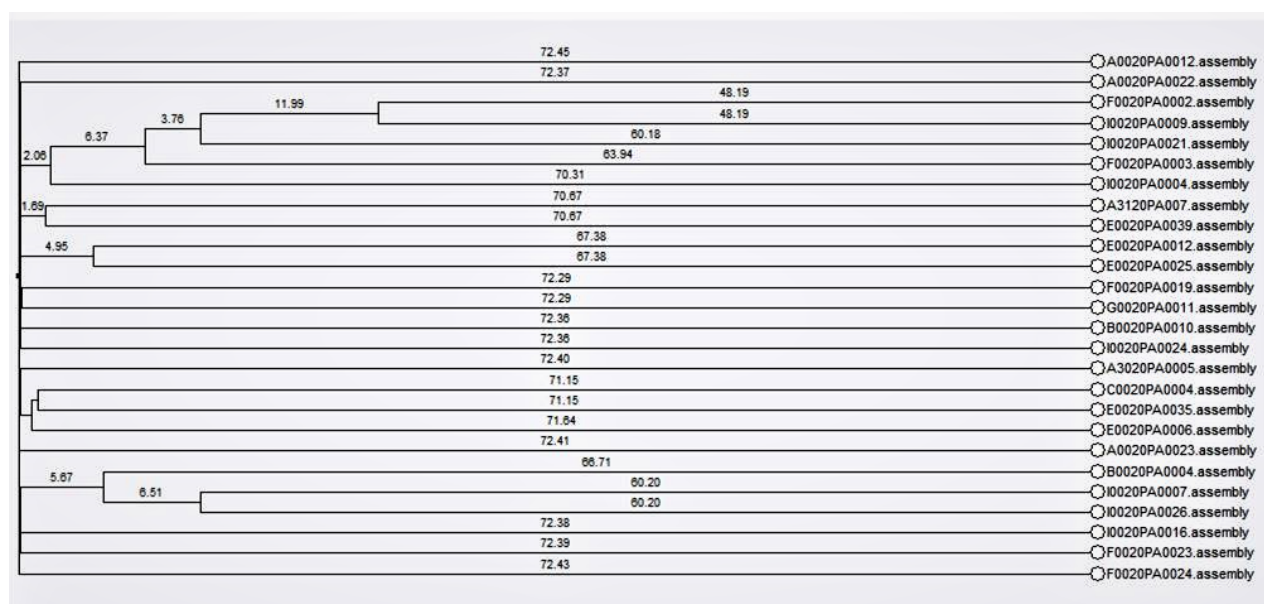 72.45
A0020PA0012.assembly
72.37
A0020PA0022.assembly
48.19
F0020PA0002.assembly
11.99
48.19
I0020PA0009.assembly
3.76
60.18
I0020PA0021.assembly
6.37
63.94
F0020PA0003.assembly
2.06
70.31
I0020PA0004.assembly
70.67
A3120PA007.assembly
1.69
70.67
E0020PA0039.assembly
67.38
E0020PA0012.assembly
4.95
67.38
E0020PA0025.assembly
72.29
F0020PA0019.assembly
72.29
G0020PA0011.assembly
72.36
B0020PA0010.assembly
72.36
I0020PA0024.assembly
72.40
A3020PA0005.assembly
71.15
C0020PA0004.assembly
71.15
E0020PA0035.assembly
71.64
E0020PA0006.assembly
72.41
A0020PA0023.assembly
66.71
B0020PA0004.assembly
5.67
60.20
I0020PA0007.assembly
6.51
60.20
I0020PA0026.assembly
72.38
I0020PA0016.assembly
72.39
F0020PA0023.assembly
72.43
F0020PA0024.assembly